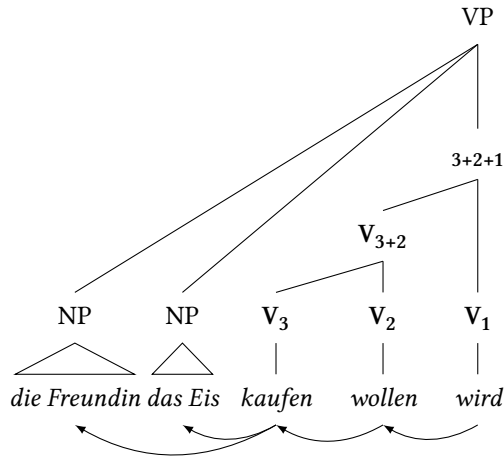 VP
3+2+1
V3+2
NP NP V3 V2 V1
die Freundin das Eis kaufen wollen wird